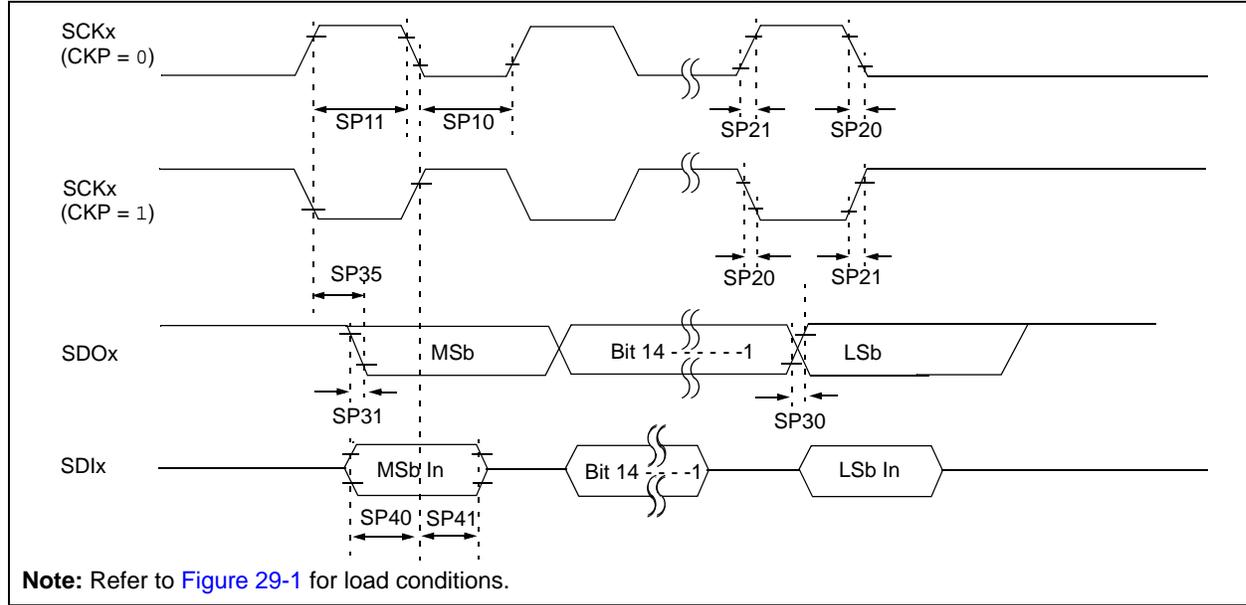 SCKx
(CKP = 0)
SP11
SP10
SP21
SP20
SCKx
(CKP = 1)
SP35
SP20
SP21
SDOx
MSb
Bit 14 - - - - - -1
LSb
SP31
SP30
SDIx
MSb In
Bit 14 - - - -1
LSb In
SP40
SP41
Note: Refer to Figure 29-1 for load conditions.